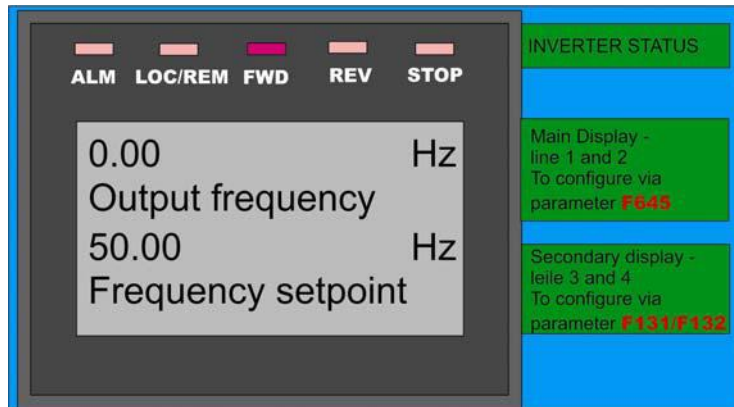 ALM LOC/REM FWD REV STOP
0.00 Hz
Output frequency
50.00 Hz
Frequency setpoint
INVERTER STATUS
Main Display -
line 1 and 2
To configure via
parameter F645
Secondary display -
leile 3 and 4
To configure via
parameter F131/F132